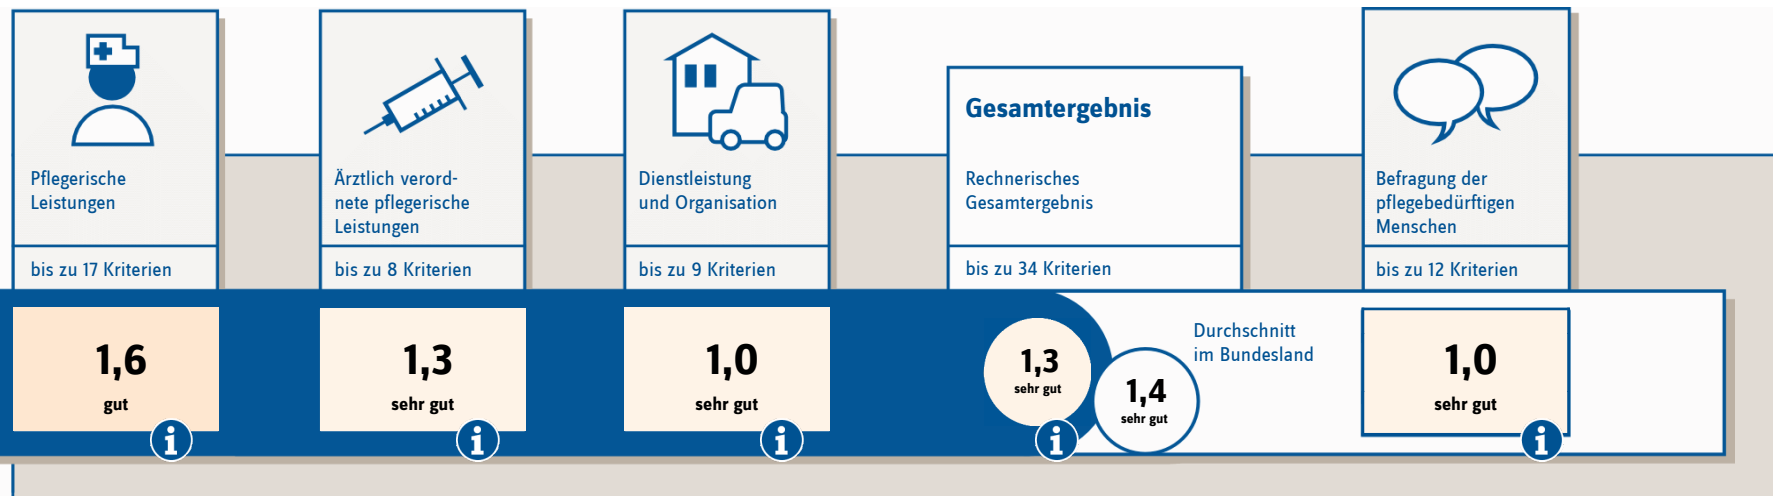 Pflegerische
Leistungen
bis zu 17 Kriterien
1,6
gut
i
Ärztlich verord-
nete pflegerische
Leistungen
bis zu 8 Kriterien
1,3
sehr gut
i
Dienstleistung
und Organisation
bis zu 9 Kriterien
1,0
sehr gut
i
Gesamtergebnis
Rechnerisches
Gesamtergebnis
bis zu 34 Kriterien
1,3
sehr gut
i
1,4
sehr gut
Durchschnitt
im Bundesland
Befragung der
pflegebedürftigen
Menschen
bis zu 12 Kriterien
1,0
sehr gut
i